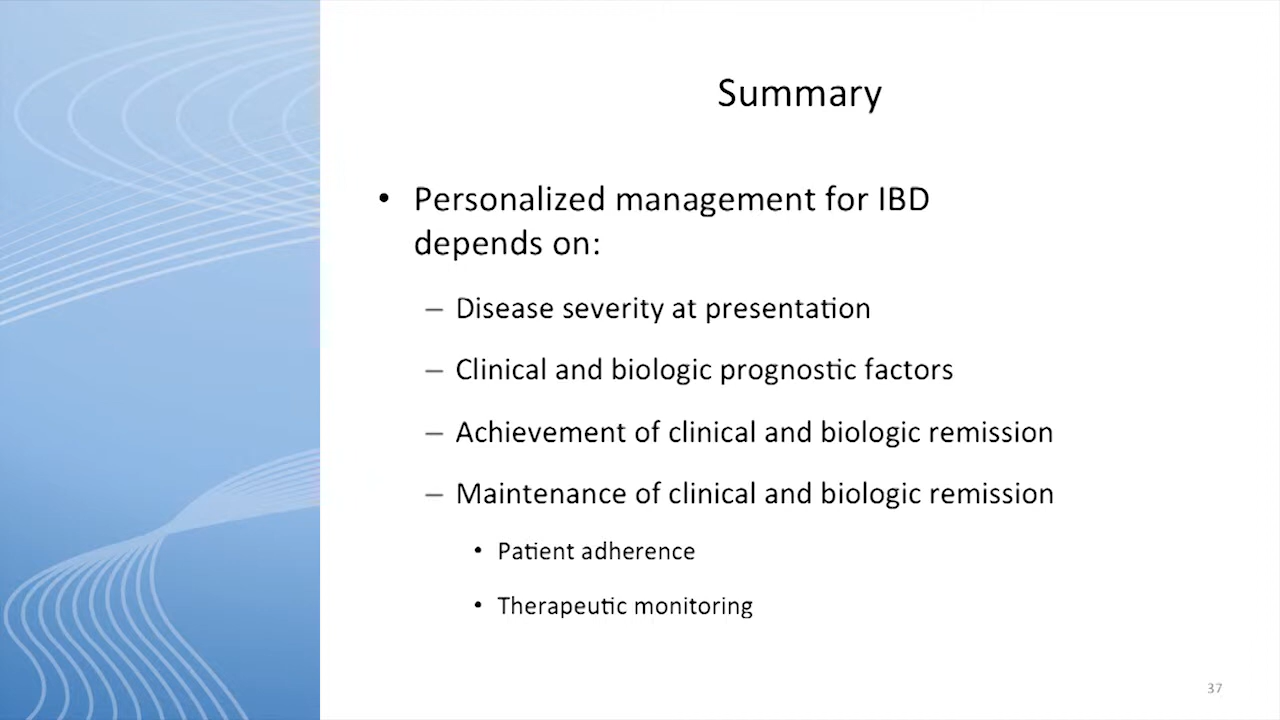 Summary
• Personalized management for IBD
depends on:
– Disease severity at presentation
– Clinical and biologic prognostic factors
– Achievement of clinical and biologic remission
– Maintenance of clinical and biologic remission
• Patient adherence
• Therapeutic monitoring
37